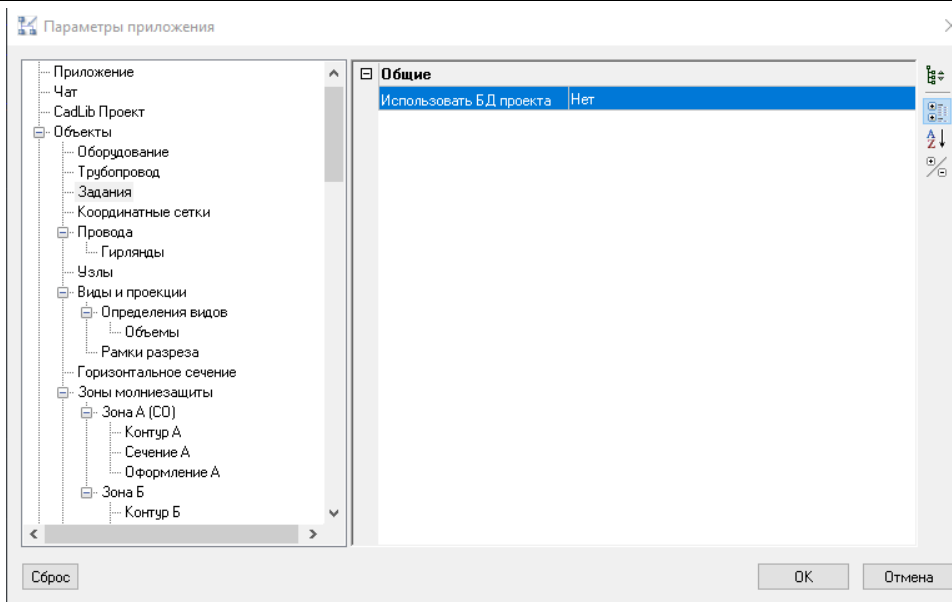 Параметры приложения
Приложение
Чат
CadLib Проект
Объекты
Оборудование
Трубопровод
Задания
Координатные сетки
Провода
Гирлянды
Узлы
Виды и проекции
Определения видов
Объемы
Рамки разреза
Горизонтальное сечение
Зоны молниезащиты
Зона А (СО)
Контур А
Сечение А
Оформление А
Зона Б
Контур Б
Общие
Использовать БД проекта Нет
Сброс
OK
Отмена